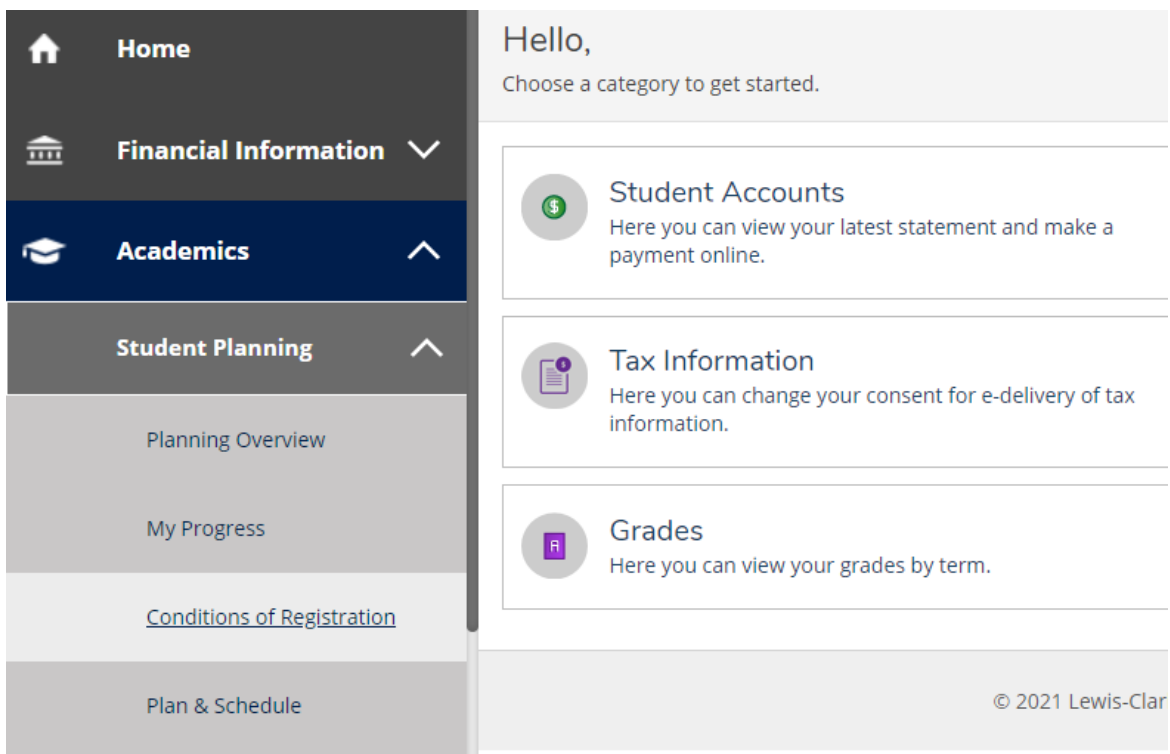 Home
Financial Information
Academics
Student Planning
Planning Overview
My Progress
Conditions of Registration
Plan & Schedule
Hello,
Choose a category to get started.
Student Accounts
Here you can view your latest statement and make a
payment online.
Tax Information
Here you can change your consent for e-delivery of tax
information.
Grades
Here you can view your grades by term.
© 2021 Lewis-Clar